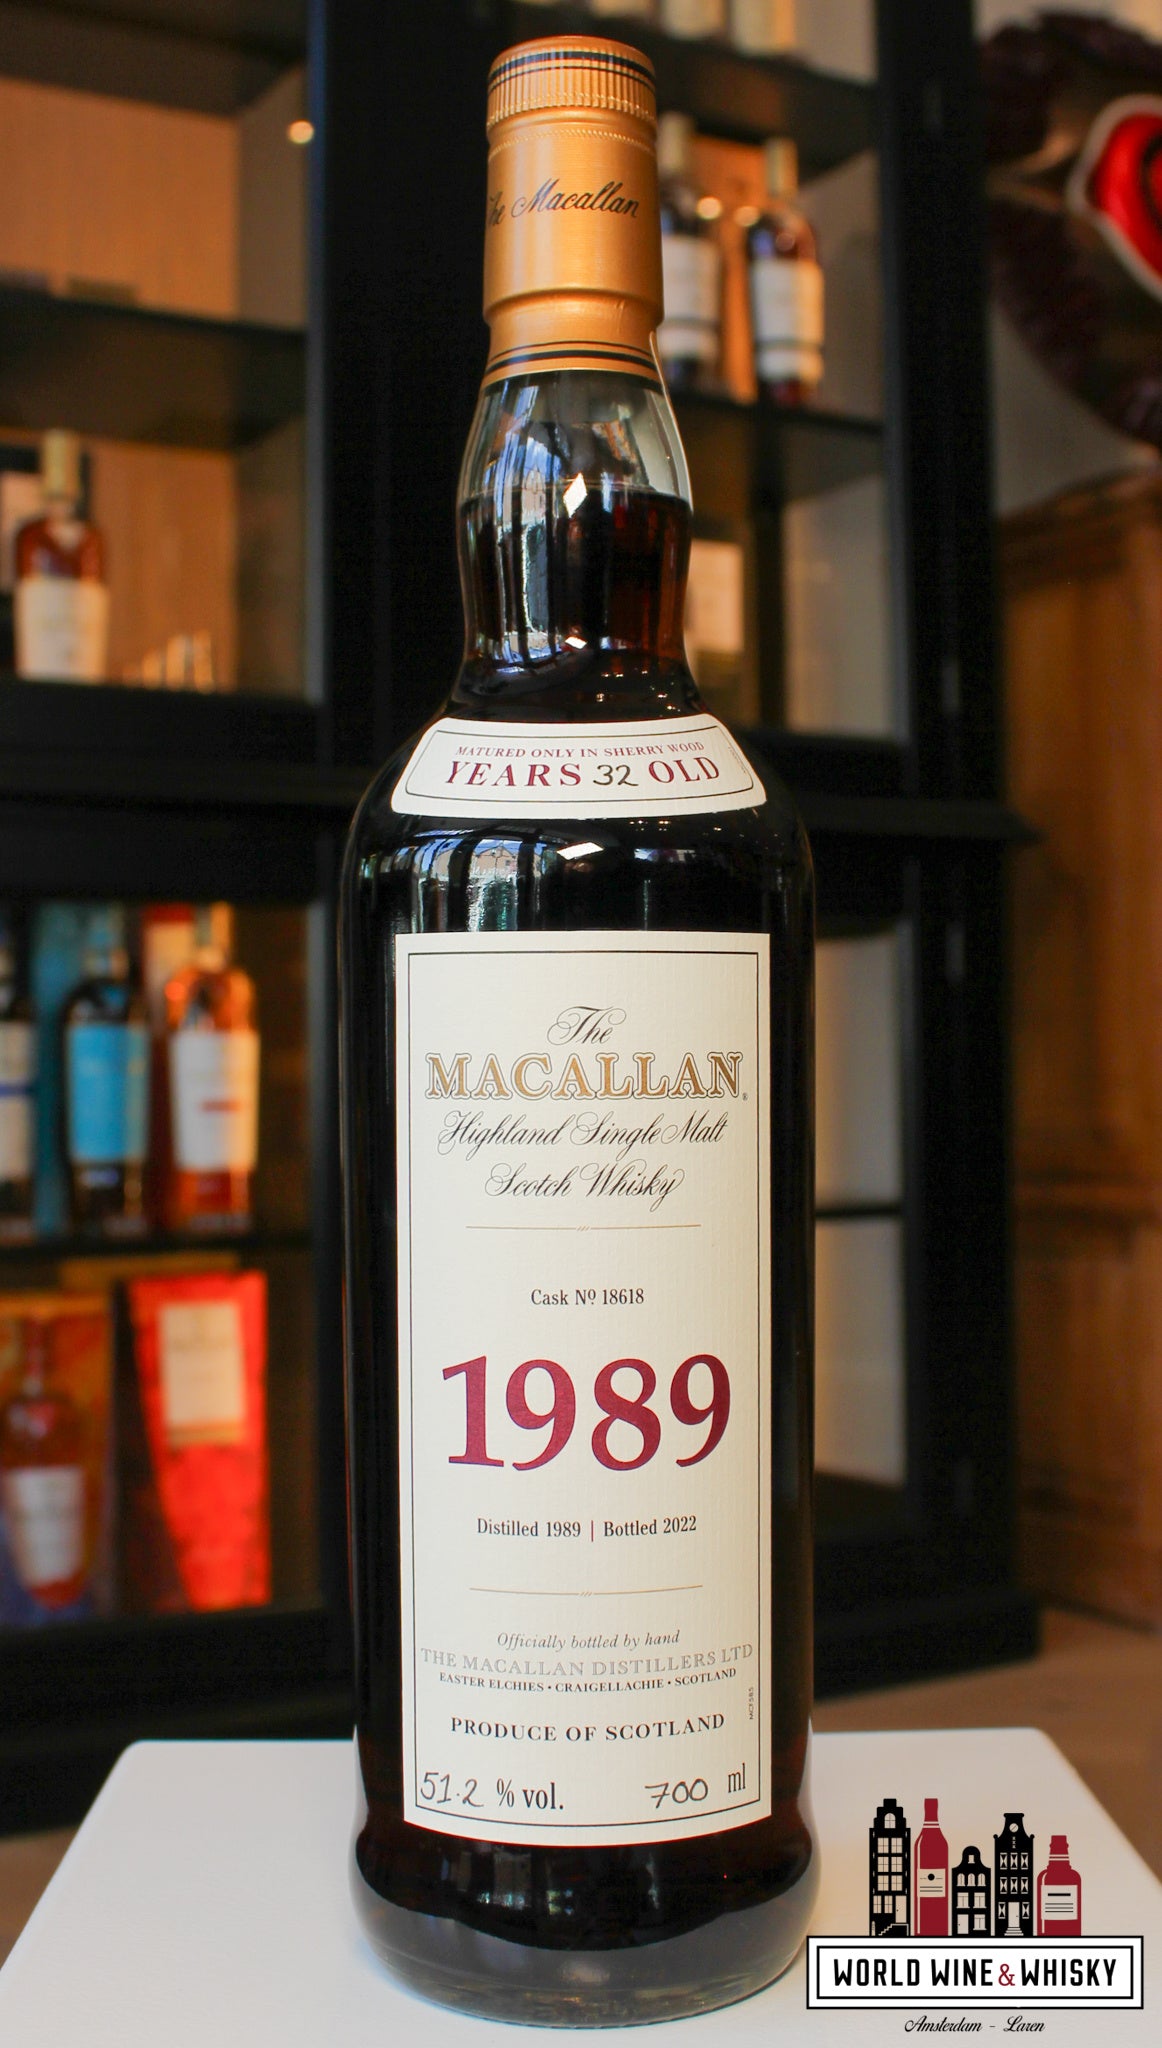 The Macallan
MATURED ONLY IN SHERRY WOOD
YEARS 32 OLD
The
MACALLAN®
Highland Single Malt
Scotch Whisky
Cask Nº 18618
1989
Distilled 1989 | Bottled 2022
Officially bottled by hand
THE MACALLAN DISTILLERS LTD
EASTER ELCHIES • CRAIGELLACHIE • SCOTLAND
MCF585
PRODUCE OF SCOTLAND
51.2 % vol. 700 ml
WORLD WINE & WHISKY
Amsterdam - Laren